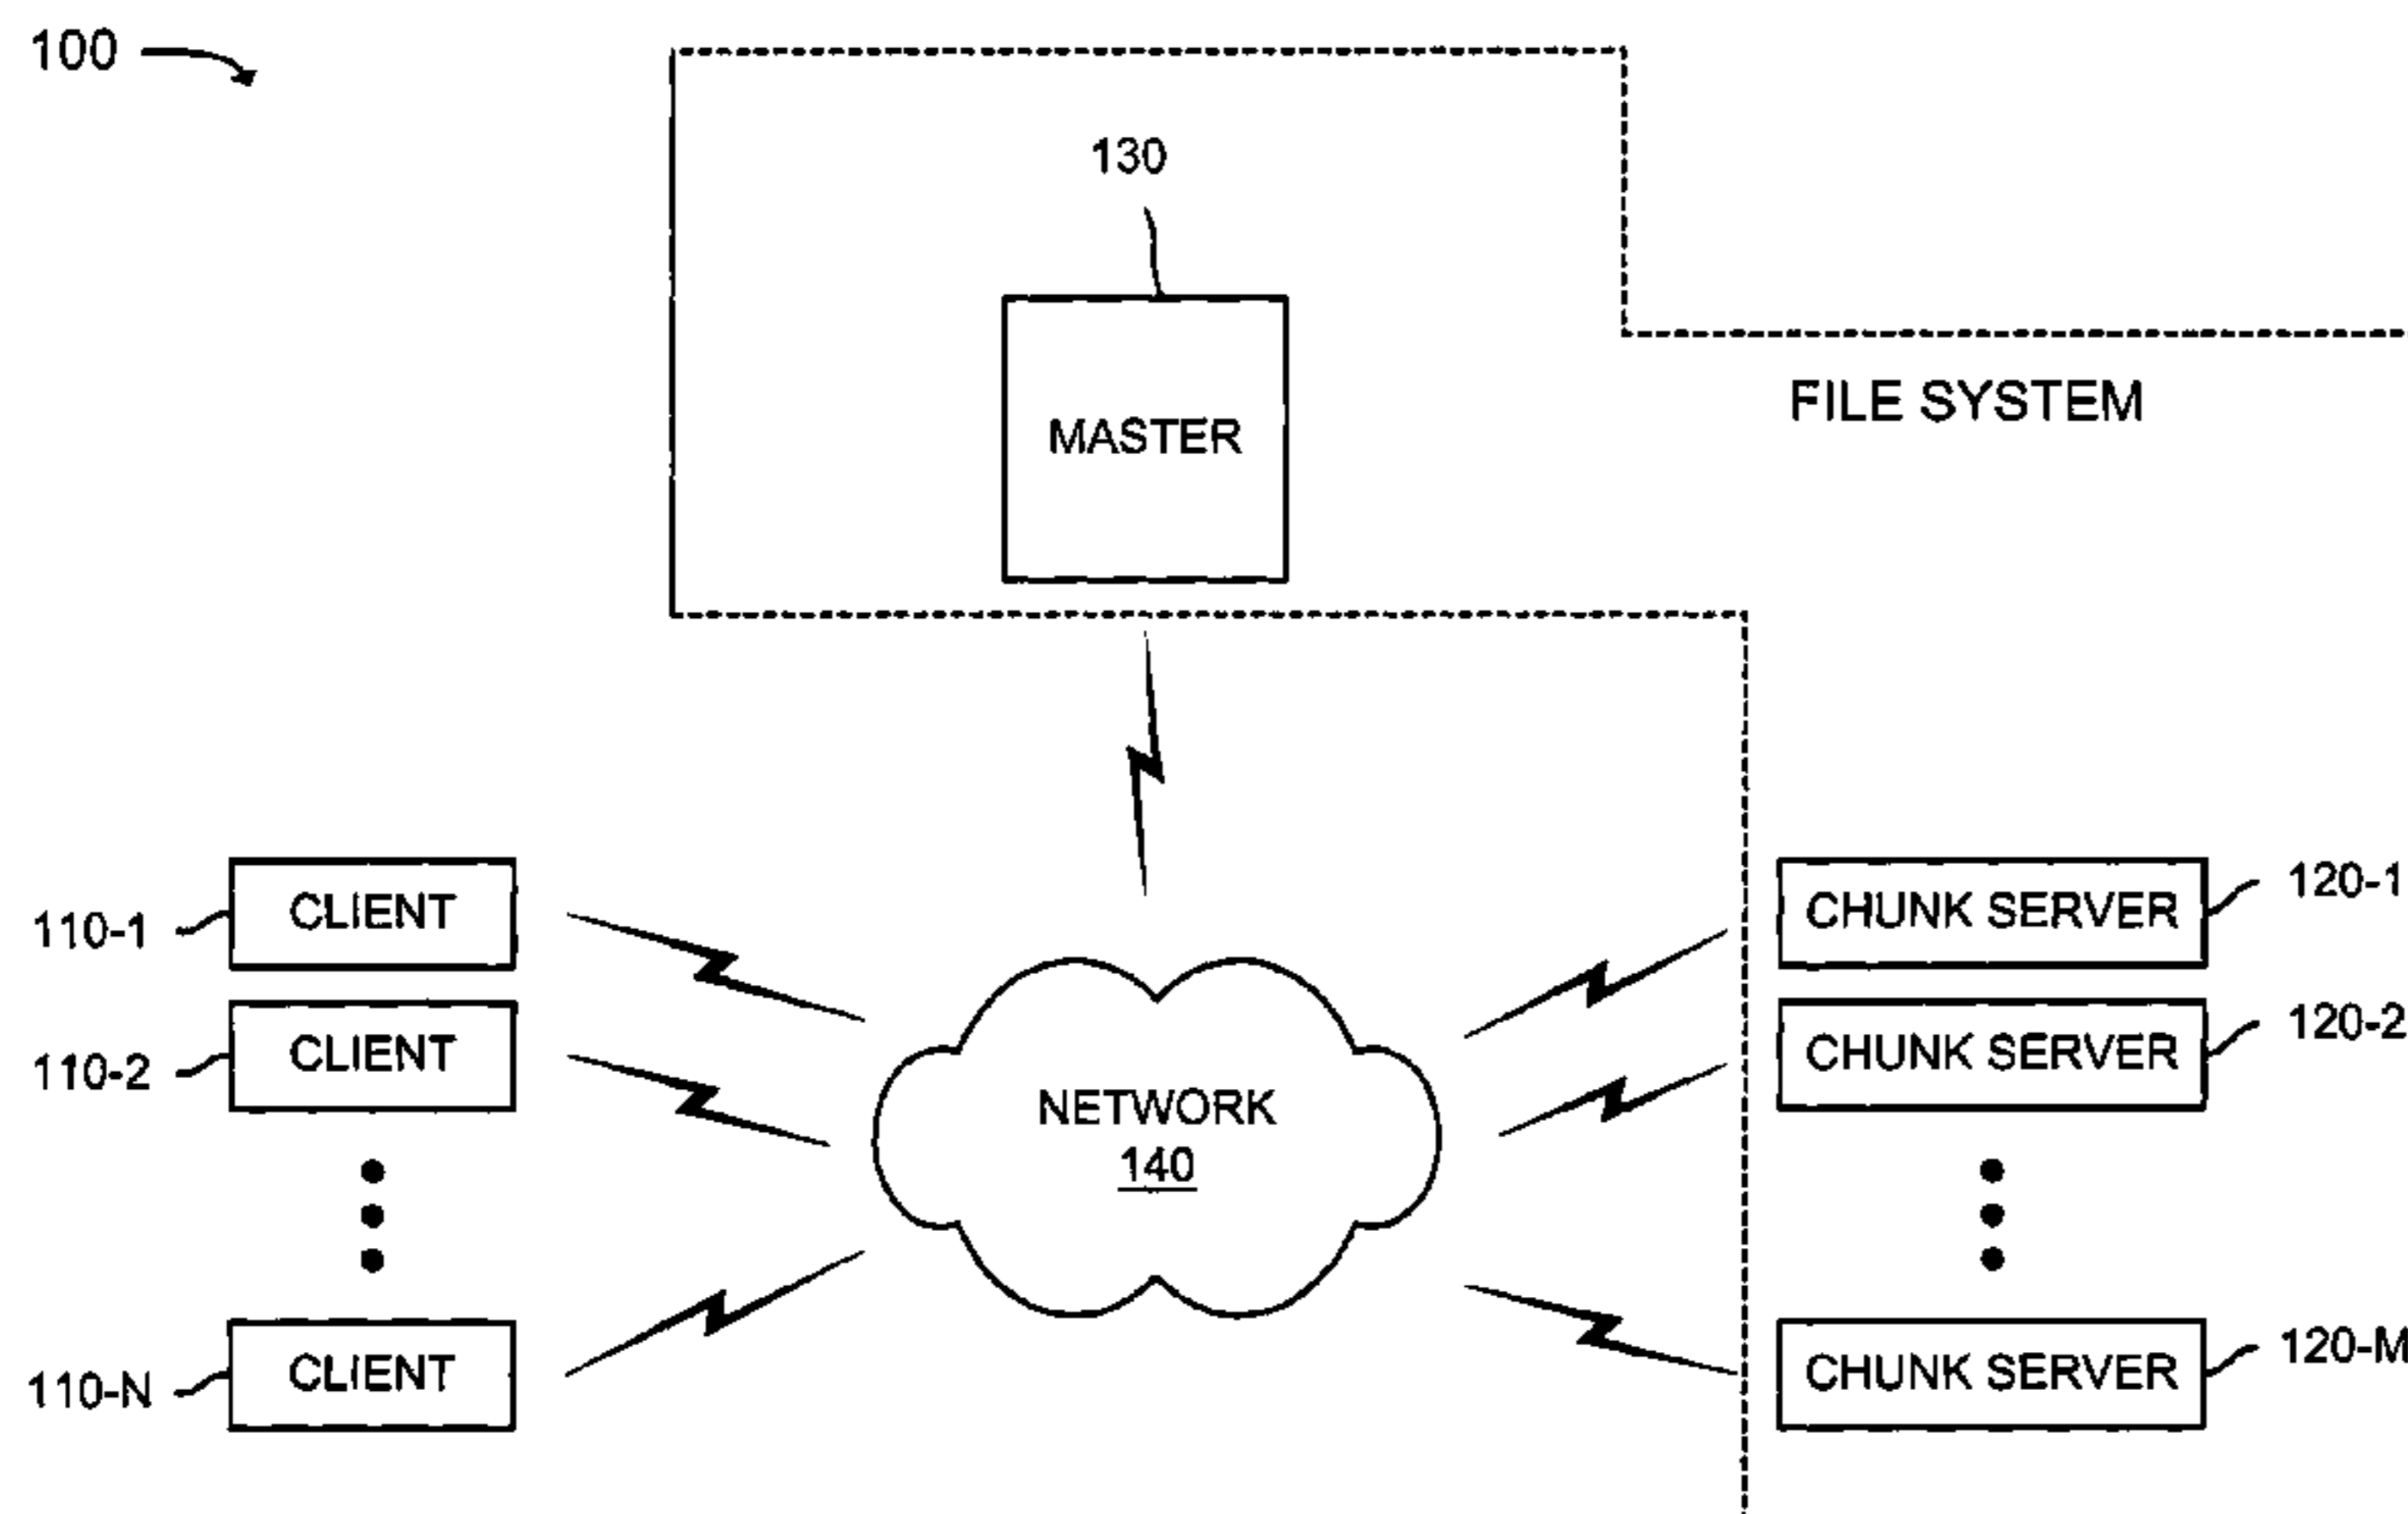 100
130
MASTER
FILE SYSTEM
CLIENT
110-1
CHUNK SERVER
120-1
CLIENT
110-2
CHUNK SERVER
120-2
NETWORK
140
CLIENT
110-N
CHUNK SERVER
120-M